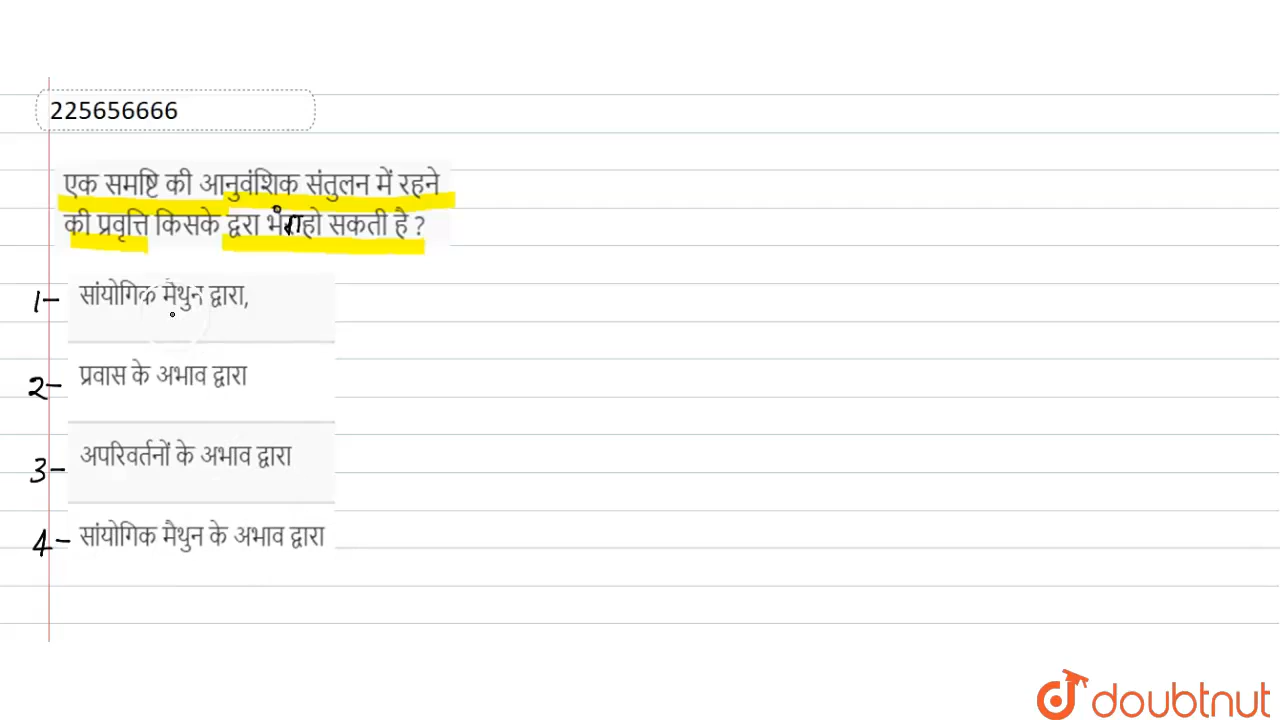 225656666
एक समष्टि की आनुवंशिक संतुलन में रहने
की प्रवृत्ति किसके द्वरा भंग हो सकती है ?
1- सांयोगिक मैथुन द्वारा,
2- प्रवास के अभाव द्वारा
3- अपरिवर्तनों के अभाव द्वारा
4- सांयोगिक मैथुन के अभाव द्वारा
doubtnut